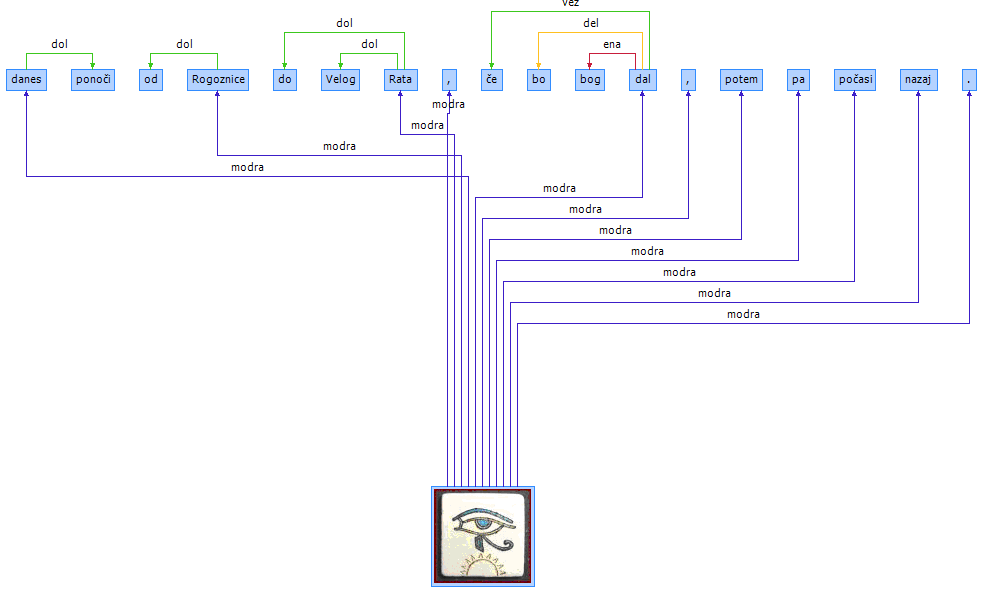 vez
dol del
dol dol dol ena
danes ponoči od Rogoznice do Velog Rata , če bo bog dal , potem pa počasi nazaj .
modra
modra
modra
modra
modra
modra
modra
modra
modra
modra
modra